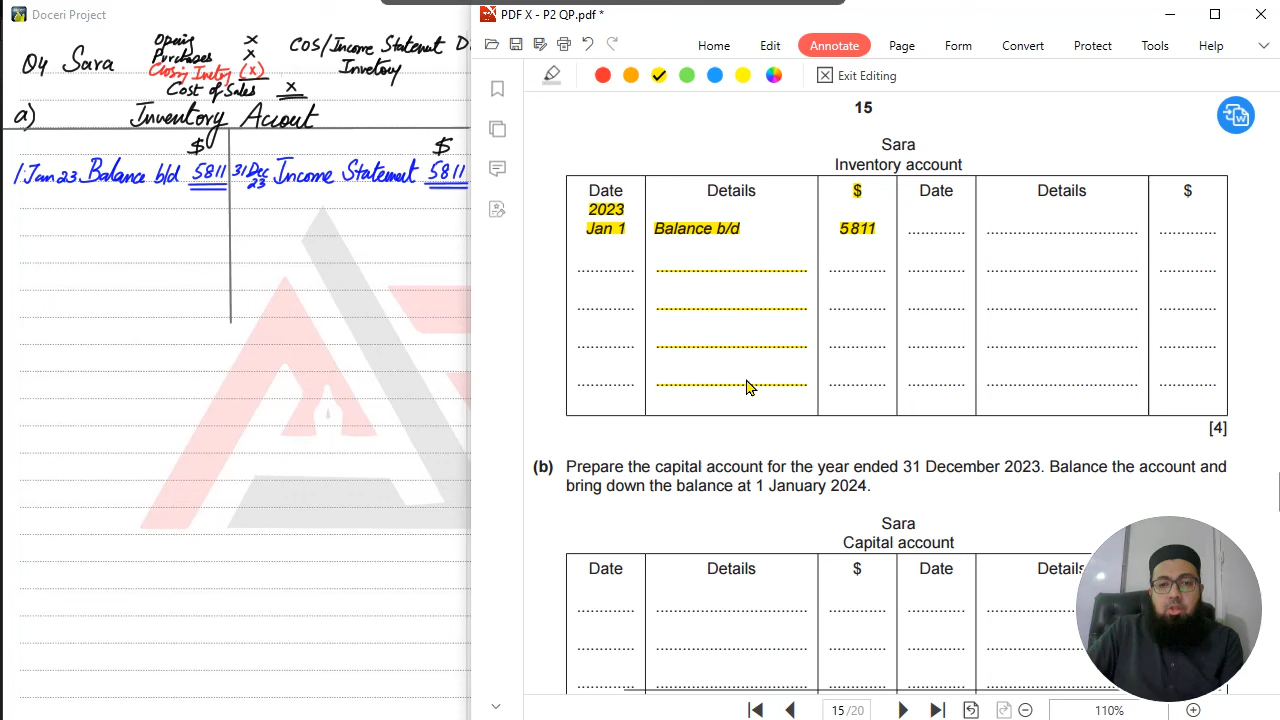 Doceri Project
Q4 Sara
Opening x
Purchases x
Closing Invtry (x)
Cost of Sales x
COS/Income Statement D
Invetory
a) Inventory Accout
$ $
1 Jan 23 Balance b/d 5811 31 Dec 23 Income Statement 5811
PDF X - P2 QP.pdf *
Home Edit Annotate Page Form Convert Protect Tools Help
Exit Editing
15
Sara
Inventory account
Date Details $ Date Details $
2023
Jan 1 Balance b/d 5811 ............ .................................. .............
............ .................................. ............. ............ .................................. .............
............ .................................. ............. ............ .................................. .............
............ .................................. ............. ............ .................................. .............
............ .................................. ............. ............ .................................. .............
[4]
(b) Prepare the capital account for the year ended 31 December 2023. Balance the account and
bring down the balance at 1 January 2024.
Sara
Capital account
Date Details $ Date Details
............ .................................. ............. ............ ..................
............ .................................. ............. ............ ..................
............ .................................. ............. ............ ..................
15/20
110%